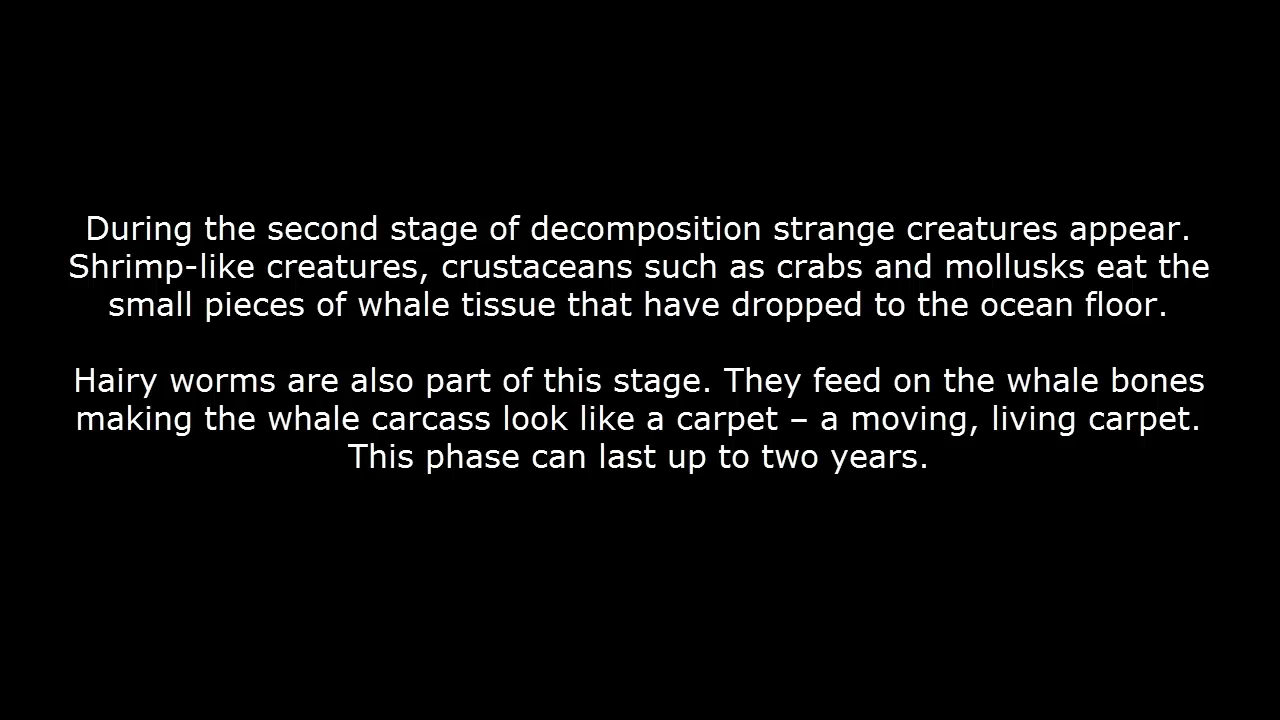 During the second stage of decomposition strange creatures appear.
Shrimp-like creatures, crustaceans such as crabs and mollusks eat the
small pieces of whale tissue that have dropped to the ocean floor.
Hairy worms are also part of this stage. They feed on the whale bones
making the whale carcass look like a carpet – a moving, living carpet.
This phase can last up to two years.